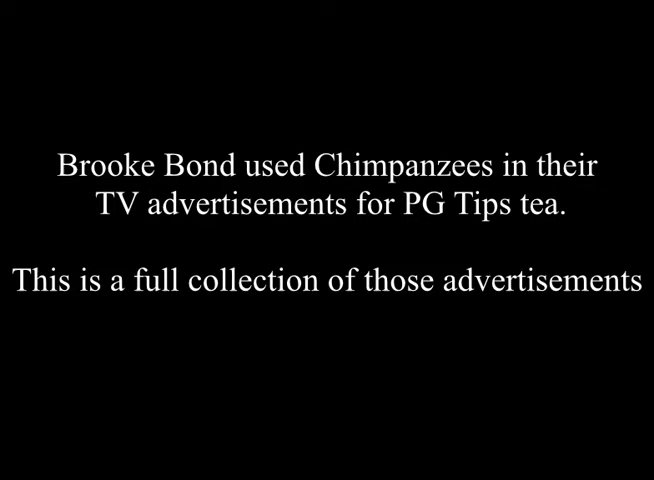 Brooke Bond used Chimpanzees in their
TV advertisements for PG Tips tea.
This is a full collection of those advertisements